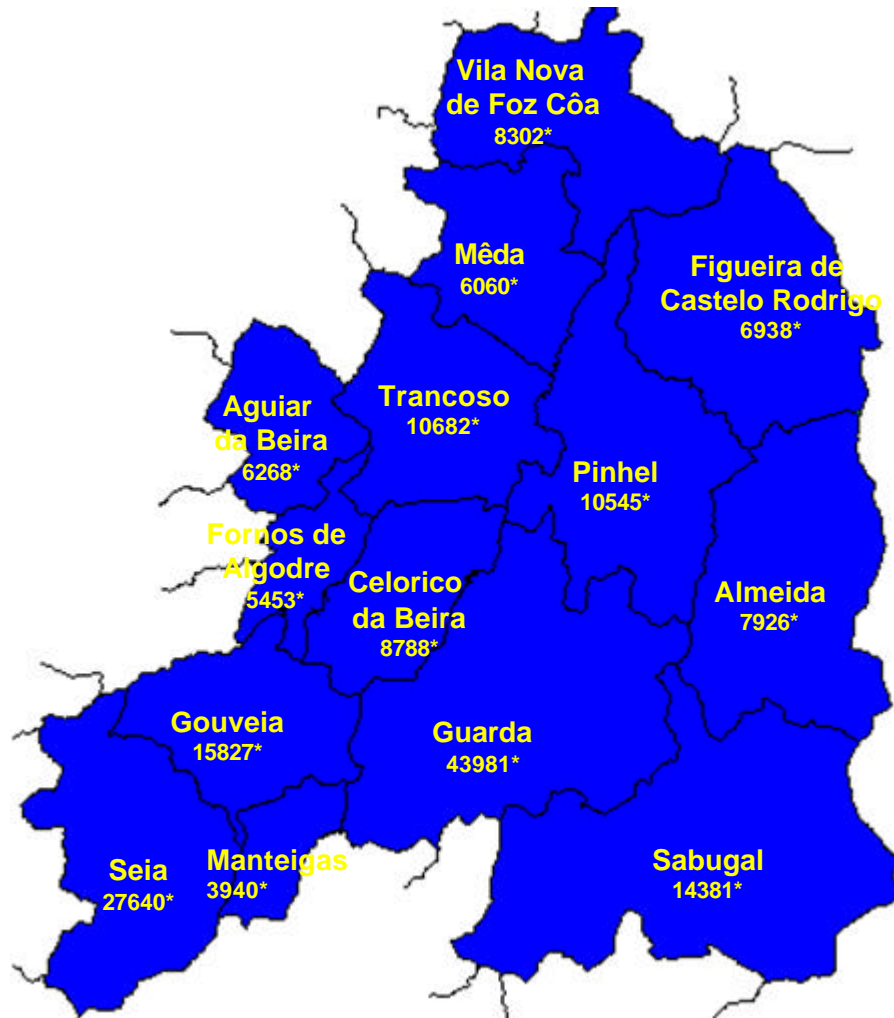 Vila Nova
de Foz Côa
8302*
Mêda
6060*
Figueira de
Castelo Rodrigo
6938*
Trancoso
10682*
Aguiar
da Beira
6268*
Pinhel
10545*
Fornos de
Algodre
5453*
Celorico
da Beira
8788*
Almeida
7926*
Gouveia
15827*
Guarda
43981*
Seia
27640*
Manteigas
3940*
Sabugal
14381*